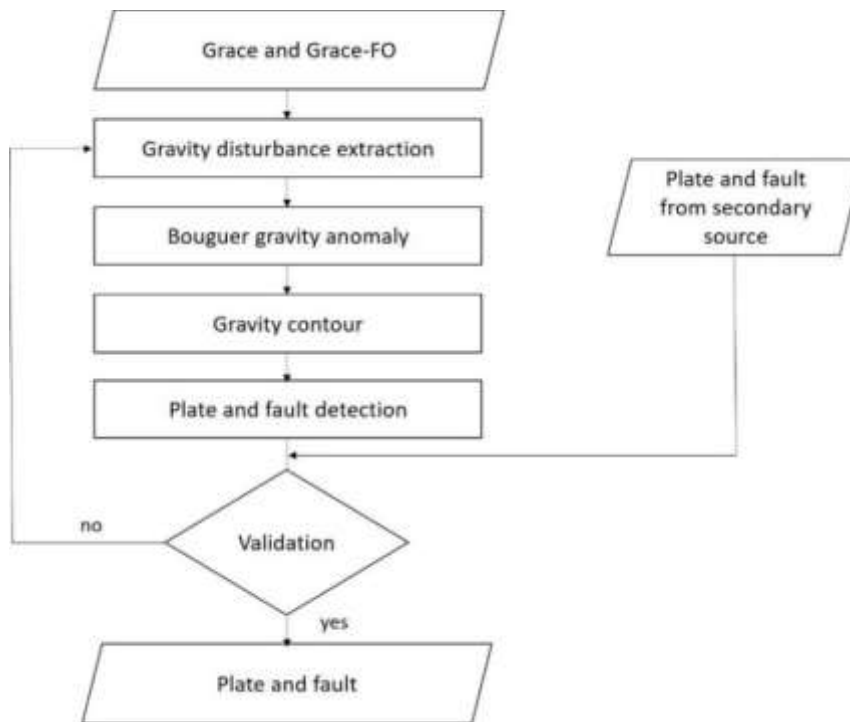 Grace and Grace-FO
Gravity disturbance extraction
Plate and fault
from secondary
source
Bouguer gravity anomaly
Gravity contour
Plate and fault detection
no
Validation
yes
Plate and fault